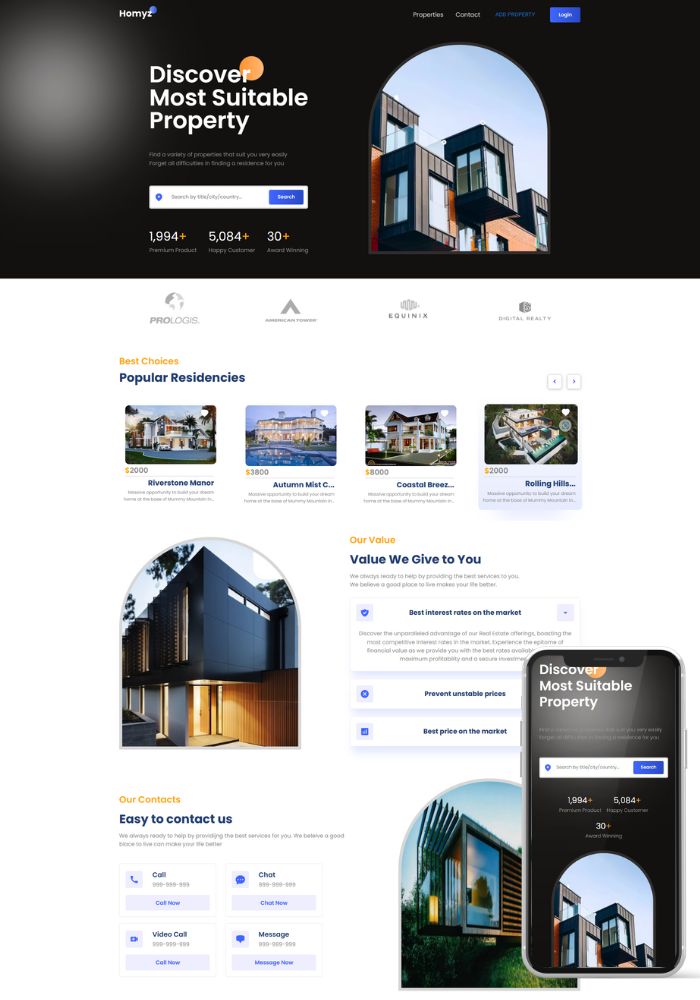 Homyz
Properties
Contact
ADD PROPERTY
Login
Discover
Most Suitable
Property
Find a variety of properties that suit you very easily
Forget all difficulties in finding a residence for you
Search by title/city/country...
Search
1,994+
5,084+
30+
Premium Product
Happy Customer
Award Winning
PROLOGIS.
AMERICAN TOWER
EQUINIX
DIGITAL REALTY
Best Choices
Popular Residencies
$2000
Riverstone Manor
Massive opportunity to build your dream
home at the base of Mummy Mountain in...
$3800
Autumn Mist C...
Massive opportunity to build your dream
home at the base of Mummy Mountain in...
$8000
Coastal Breez...
Massive opportunity to build your dream
home at the base of Mummy Mountain in...
$2000
Rolling Hills...
Massive opportunity to build your dream
home at the base of Mummy Mountain in...
Our Value
Value We Give to You
We always ready to help by providing the best services to you.
We believe a good place to live makes your life better.
Best interest rates on the market
Discover the unparalleled advantage of our Real Estate offerings, boasting the
most competitive interest rates in the market. Experience the epitome of
financial value as we provide you with the best rates
maximum profitability and a secure
Prevent unstable prices
Best price on the market
Our Contacts
Easy to contact us
We always ready to help by providijng the best services for you. We beleive a good
blace to live can make your life better
Call
999-999-999
Call Now
Chat
999-999-999
Chat Now
Video Call
999-999-999
Call Now
Message
999-999-999
Message Now
Discover
Most Suitable
Property
Find a variety of properties that suit you very easily
Forget all difficulties in finding a residence for you
Search by title/city/country...
Search
1,994+
5,084+
Premium Product
Happy Customer
30+
Award Winning